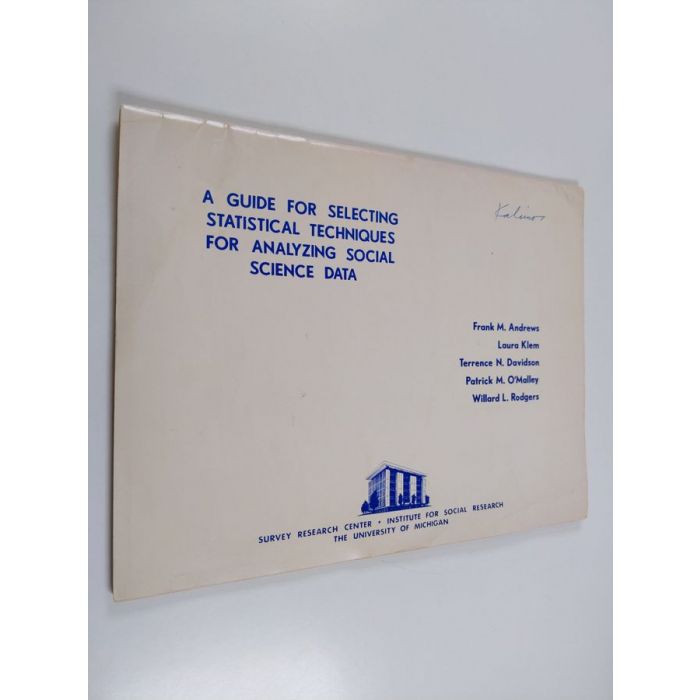 A GUIDE FOR SELECTING
STATISTICAL TECHNIQUES
FOR ANALYZING SOCIAL
SCIENCE DATA
Frank M. Andrews
Laura Klem
Terrence N. Davidson
Patrick M. O'Malley
Willard L. Rodgers
SURVEY RESEARCH CENTER • INSTITUTE FOR SOCIAL RESEARCH
THE UNIVERSITY OF MICHIGAN